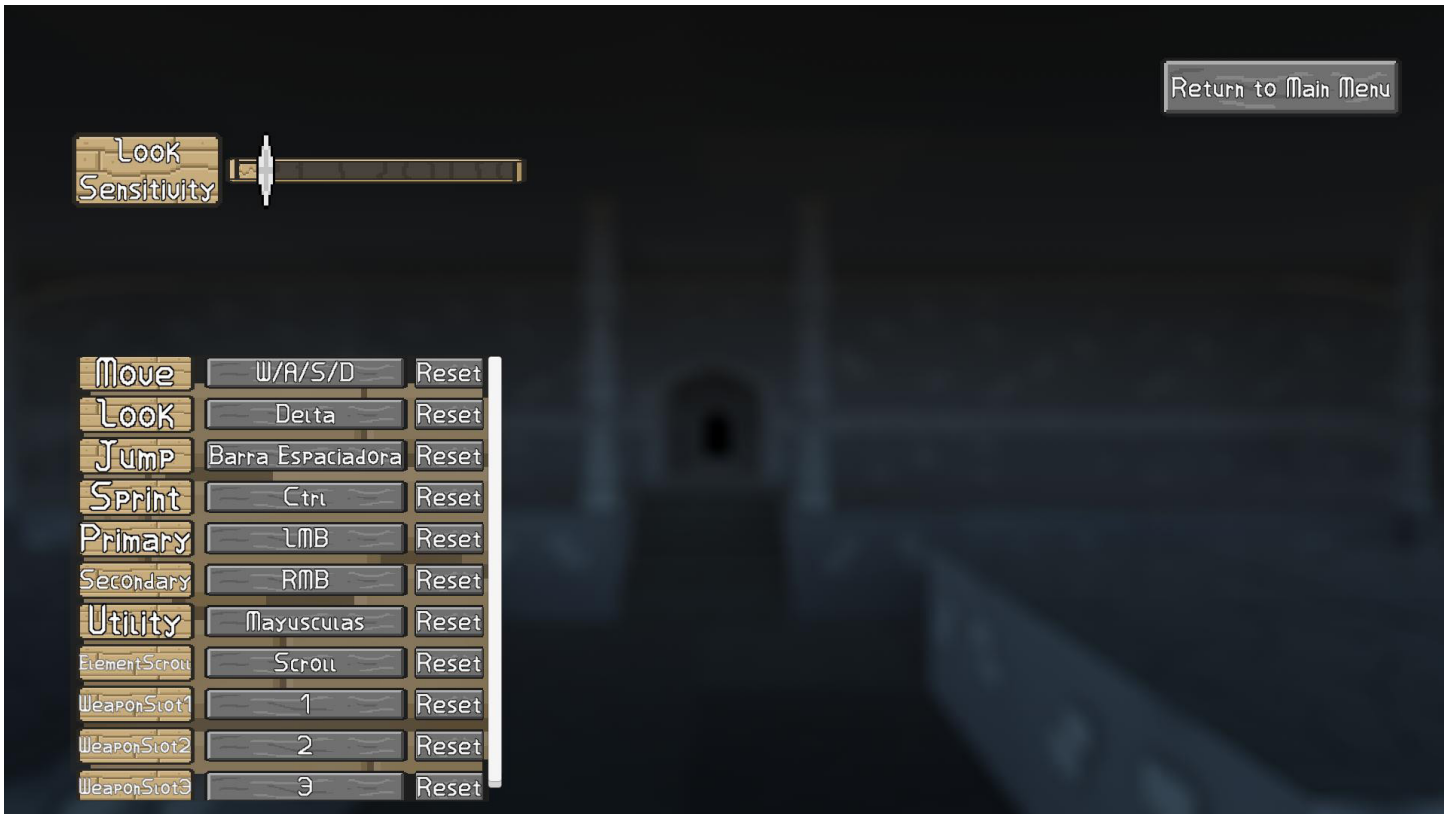 Return to Main Menu
Look
Sensitivity
Move W/A/S/D Reset
Look Delta Reset
Jump Barra Espaciadora Reset
Sprint Ctrl Reset
Primary LMB Reset
Secondary RMB Reset
Utility Mayusculas Reset
ElementScroll Scroll Reset
WeaponSlot1 1 Reset
WeaponSlot2 2 Reset
WeaponSlot3 3 Reset